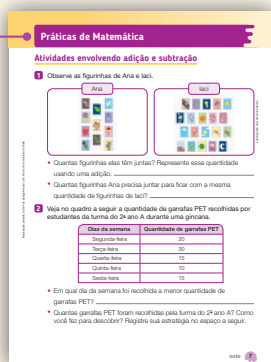 Práticas de Matemática
Atividades envolvendo adição e subtração
1 Observe as figurinhas de Ana e Iaci.
Ana
Iaci
• Quantas figurinhas elas têm juntas? Represente essa quantidade
usando uma adição.
• Quantas figurinhas Ana precisa juntar para ficar com a mesma
quantidade de figurinhas de Iaci?
2 Veja no quadro a seguir a quantidade de garrafas PET recolhidas por
estudantes da turma do 2º ano A durante uma gincana.
Dias da semana Quantidade de garrafas PET
Segunda-feira 20
Terça-feira 30
Quarta-feira 15
Quinta-feira 10
Sexta-feira 15
• Em qual dia da semana foi recolhida a menor quantidade de
garrafas PET?
• Quantas garrafas PET foram recolhidas pela turma do 2º ano A? Como
você fez para descobrir? Registre sua estratégia no espaço a seguir.
sete 7